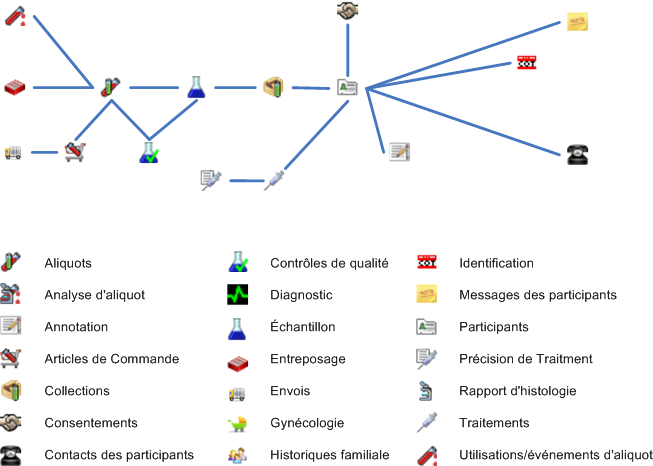 Aliquots
Contrôles de qualité
Identification
Analyse d'aliquot
Diagnostic
Messages des participants
Annotation
Échantillon
Participants
Articles de Commande
Entreposage
Précision de Traitment
Collections
Envois
Rapport d'histologie
Consentements
Gynécologie
Traitements
Contacts des participants
Historiques familiale
Utilisations/événements d'aliquot